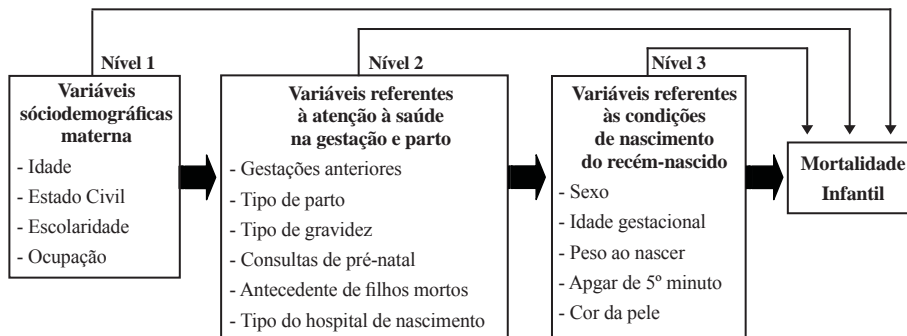 Nível 1
Variáveis
sóciodemográficas
materna
- Idade
- Estado Civil
- Escolaridade
- Ocupação
Nível 2
Variáveis referentes
à atenção à saúde
na gestação e parto
- Gestações anteriores
- Tipo de parto
- Tipo de gravidez
- Consultas de pré-natal
- Antecedente de filhos mortos
- Tipo do hospital de nascimento
Nível 3
Variáveis referentes
às condições
de nascimento
do recém-nascido
- Sexo
- Idade gestacional
- Peso ao nascer
- Apgar de 5º minuto
- Cor da pele
Mortalidade
Infantil